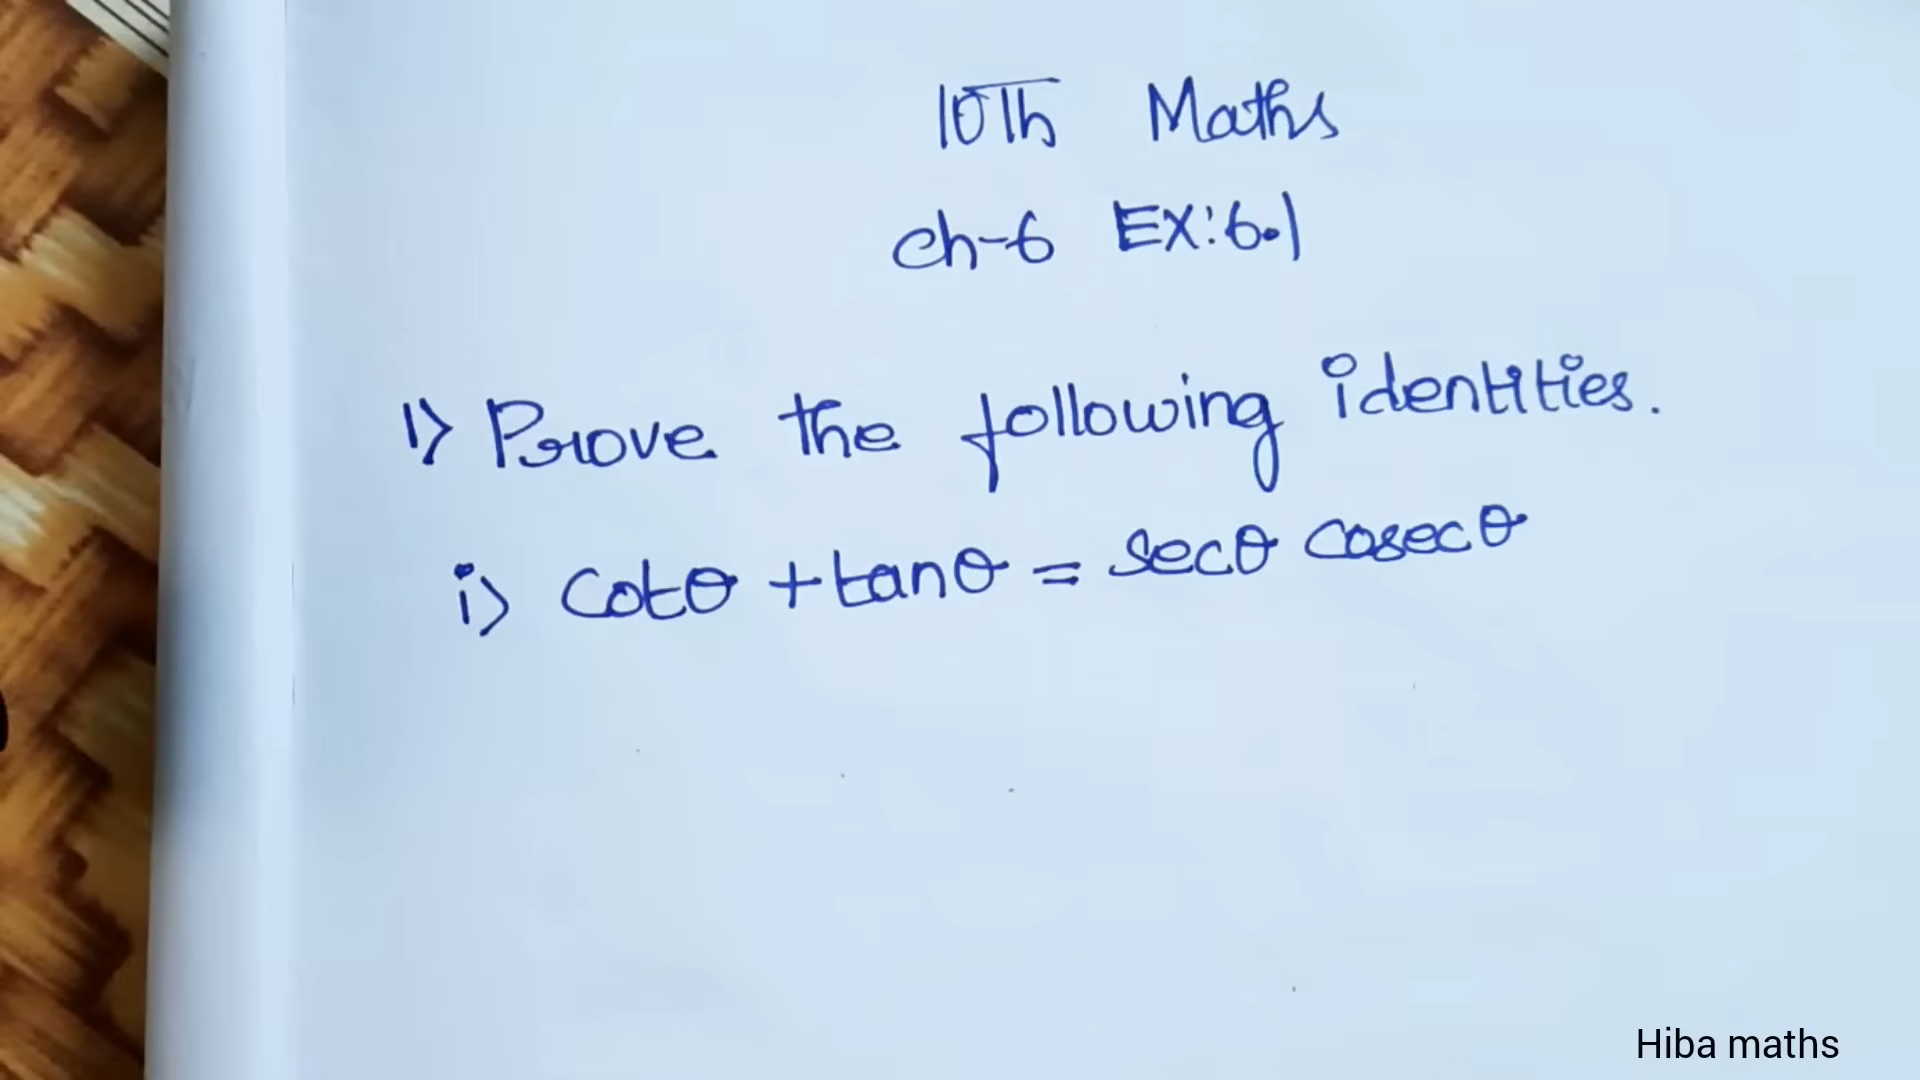 10Th Maths
Ch-6 EX:6.1
1) Prove the following identities.
i) cotθ + tanθ = secθ cosecθ
Hiba maths